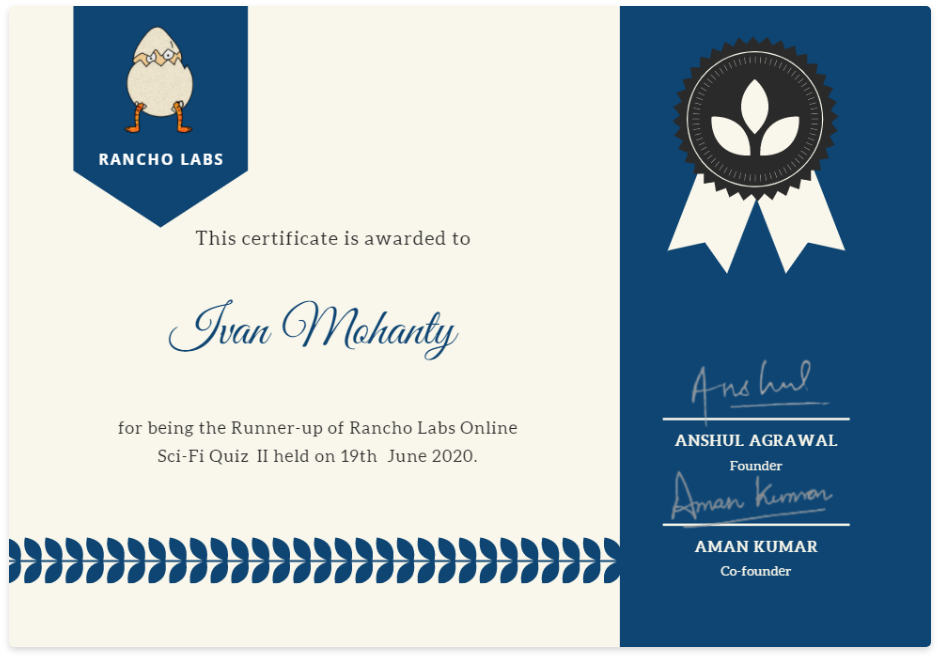 RANCHO LABS
This certificate is awarded to
Ivan Mohanty
for being the Runner-up of Rancho Labs Online
Sci-Fi Quiz II held on 19th June 2020.
Anshul
ANSHUL AGRAWAL
Founder
Aman Kumar
AMAN KUMAR
Co-founder